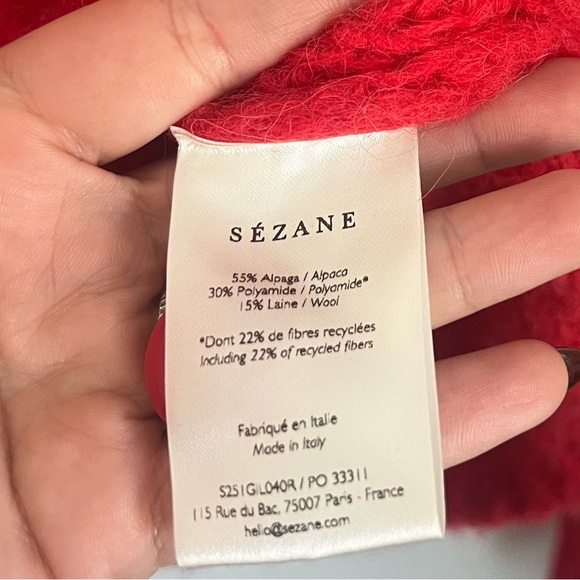 SÉZANE
55% Alpaga / Alpaca
30% Polyamide / Polyamide*
15% Laine / Wool
*Dont 22% de fibres recyclées
Including 22% of recycled fibers
Fabriqué en Italie
Made in Italy
S251GIL040R / PO 33311
115 Rue du Bac, 75007 Paris - France
hello@sezane.com